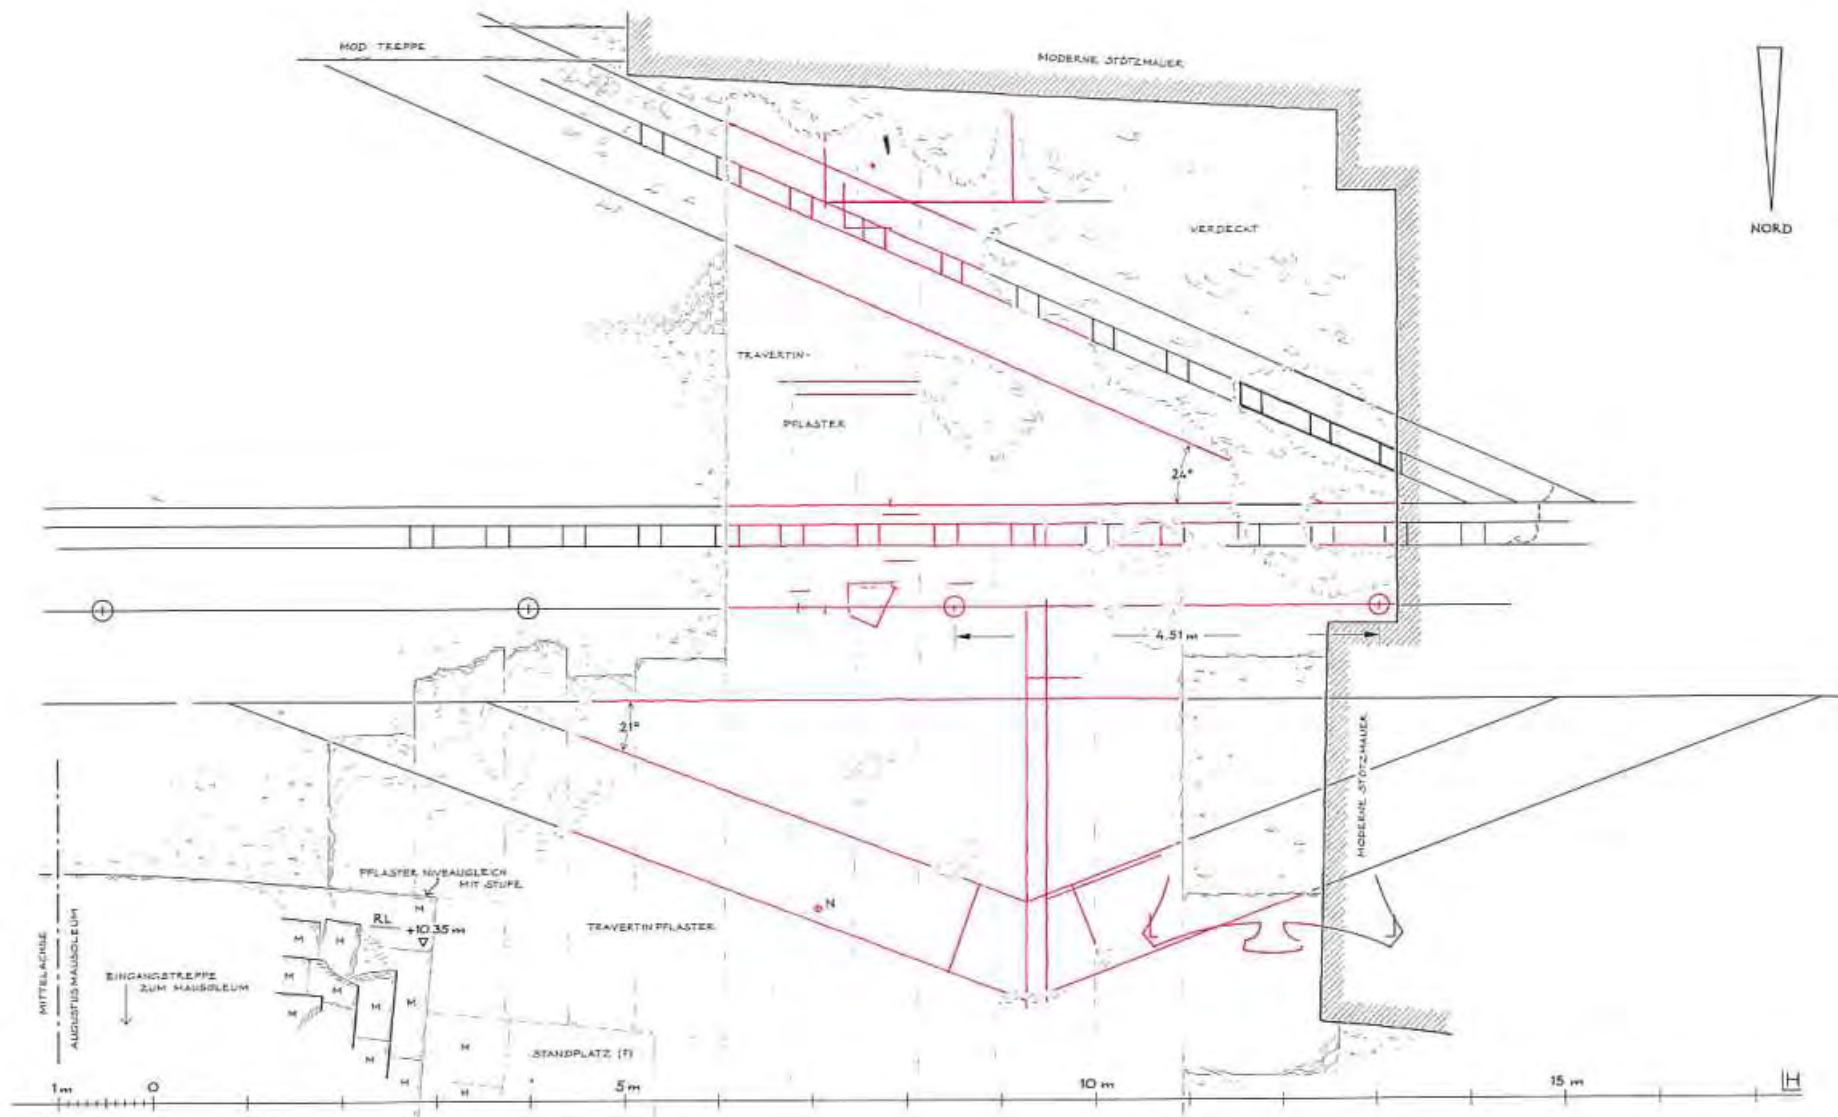 MOD TREPPE
MODERNE STÜTZMAUER
NORD
VERDECKT
TRAVERTIN-
PFLASTER
24°
4.51 m
21°
MODERNE STÜTZMAUER
PFLASTER NIVEAUGLEICH
MIT STUFE
M
RL
+10.35 m
N
TRAVERTINPFLASTER
MITTELACHSE
AUGUSTUSMAUSOLEUM
EINGANGSTREPPE
ZUM MAUSOLEUM
M
M
M
M
M
M
M
M
M
M
M
M
STANDPLATZ (?)
1 m
0
5 m
10 m
15 m
H